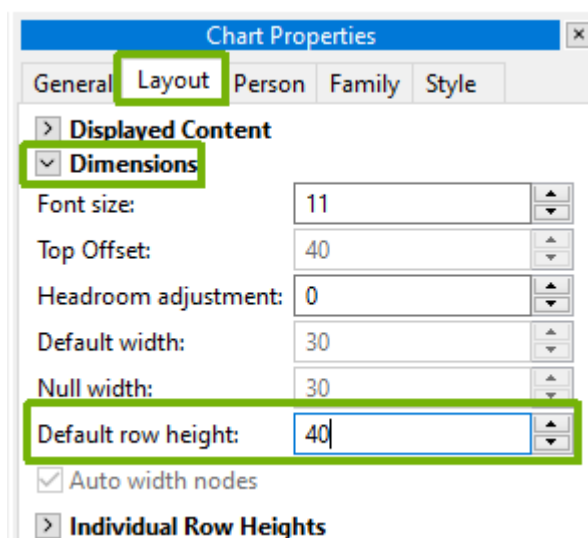 Chart Properties
General Layout Person Family Style
Displayed Content
Dimensions
Font size: 11
Top Offset: 40
Headroom adjustment: 0
Default width: 30
Null width: 30
Default row height: 40
Auto width nodes
Individual Row Heights